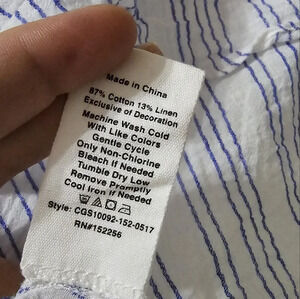 Made in China
87% Cotton 13% Linen
Exclusive of Decoration
Machine Wash Cold
With Like Colors
Gentle Cycle
Only Non-Chlorine
Bleach If Needed
Tumble Dry Low
Remove Promptly
Cool Iron If Needed
Style: CGS10092-152-0517
RN#152256